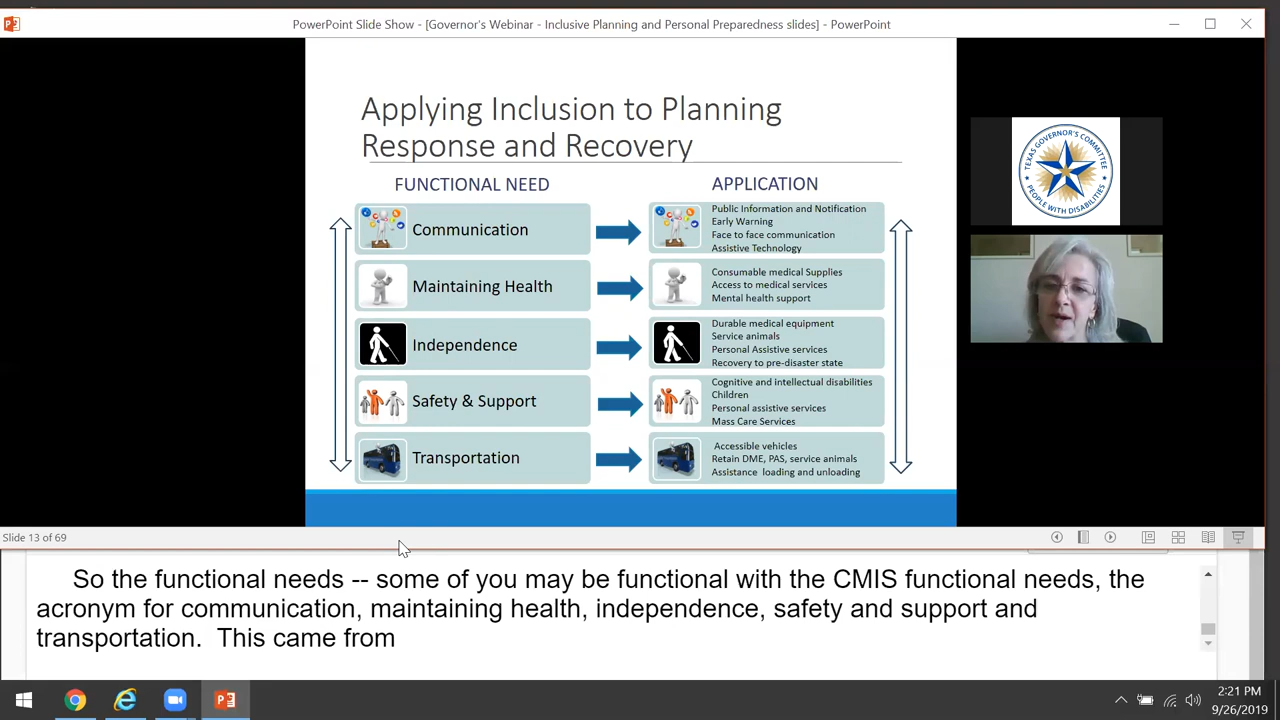 PowerPoint Slide Show - [Governor's Webinar - Inclusive Planning and Personal Preparedness slides] - PowerPoint
Applying Inclusion to Planning
Response and Recovery
FUNCTIONAL NEED
APPLICATION
Communication
Public Information and Notification
Early Warning
Face to face communication
Assistive Technology
Maintaining Health
Consumable medical Supplies
Access to medical services
Mental health support
Independence
Durable medical equipment
Service animals
Personal Assistive services
Recovery to pre-disaster state
Safety & Support
Cognitive and intellectual disabilities
Children
Personal assistive services
Mass Care Services
Transportation
Accessible vehicles
Retain DME, PAS, service animals
Assistance loading and unloading
TEXAS GOVERNOR'S COMMITTEE
PEOPLE WITH DISABILITIES
Slide 13 of 69
So the functional needs -- some of you may be functional with the CMIS functional needs, the
acronym for communication, maintaining health, independence, safety and support and
transportation. This came from
2:21 PM
9/26/2019